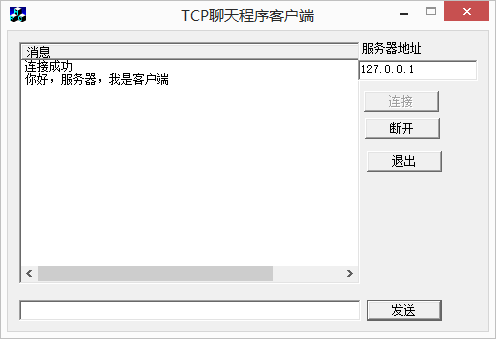 TCP聊天程序客户端
消息
连接成功
你好，服务器，我是客户端
服务器地址
127.0.0.1
连接
断开
退出
发送